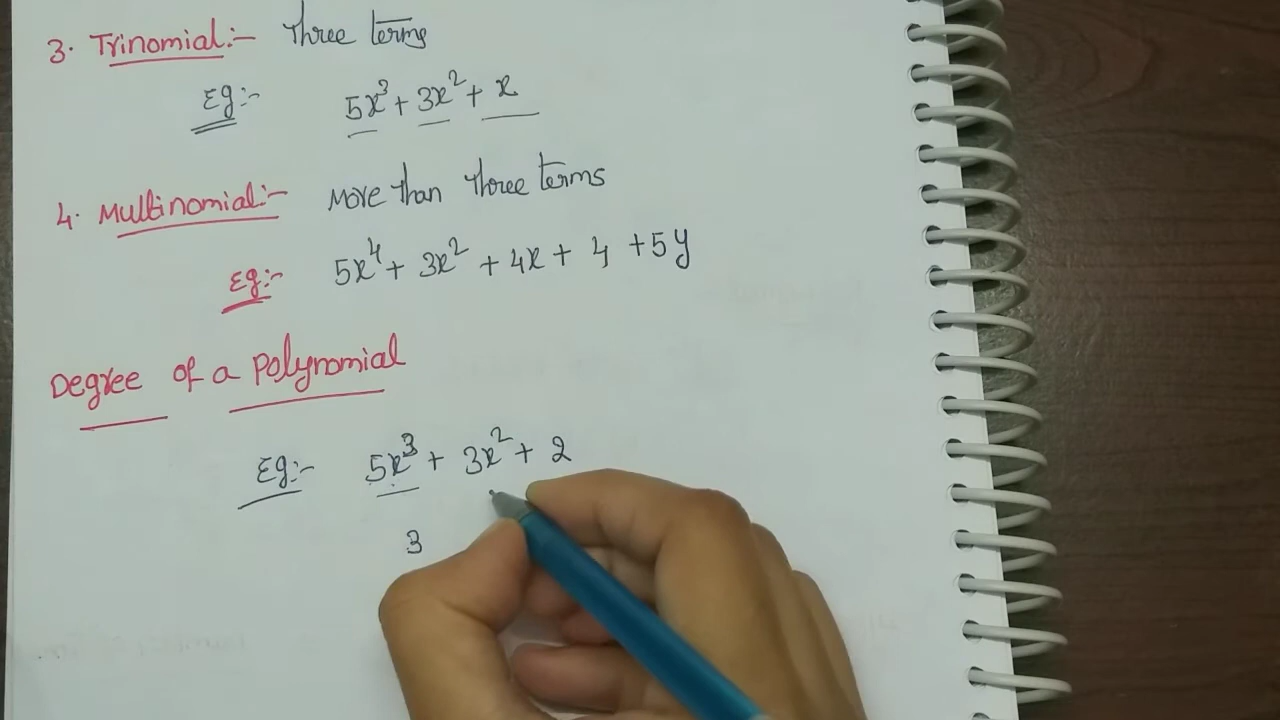 3. Trinomial:- Three terms
Eg:- 5x³ + 3x² + x
4. Multinomial:- More than three terms
Eg:- 5x⁴ + 3x² + 4x + 4 + 5y
Degree of a Polynomial
Eg:- 5x³ + 3x² + 2
3